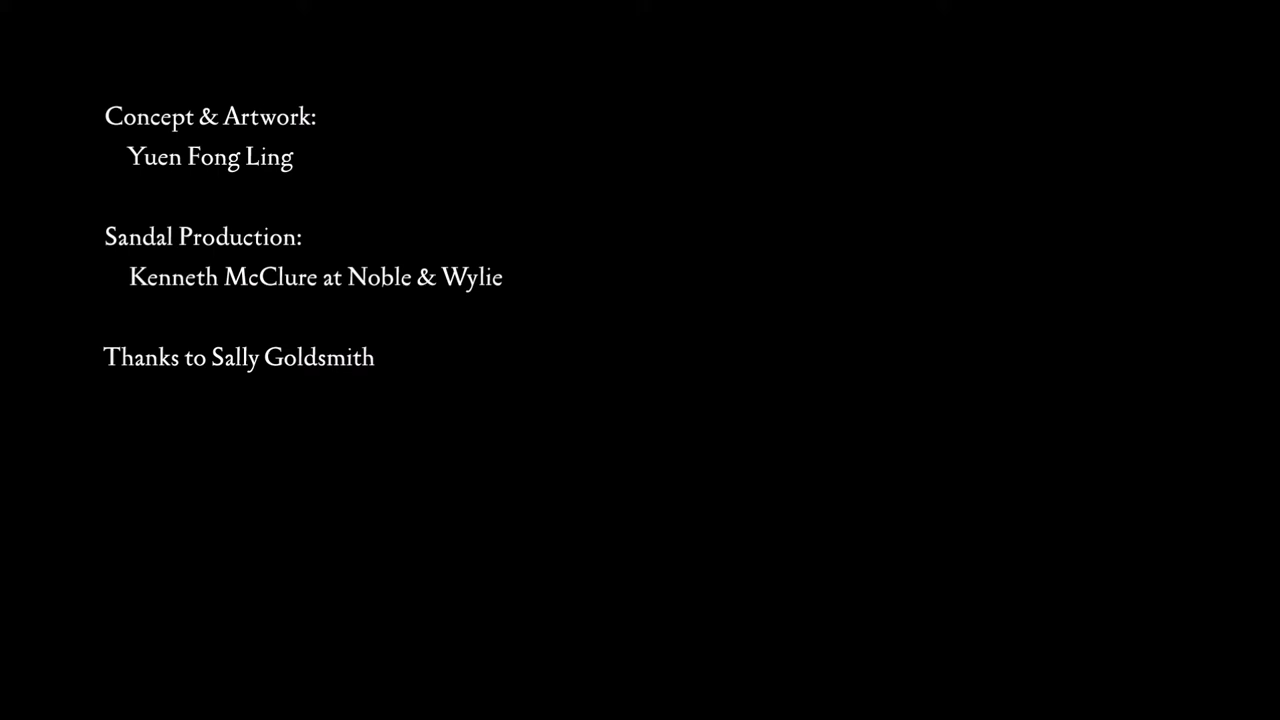 Concept & Artwork:
Yuen Fong Ling
Sandal Production:
Kenneth McClure at Noble & Wylie
Thanks to Sally Goldsmith